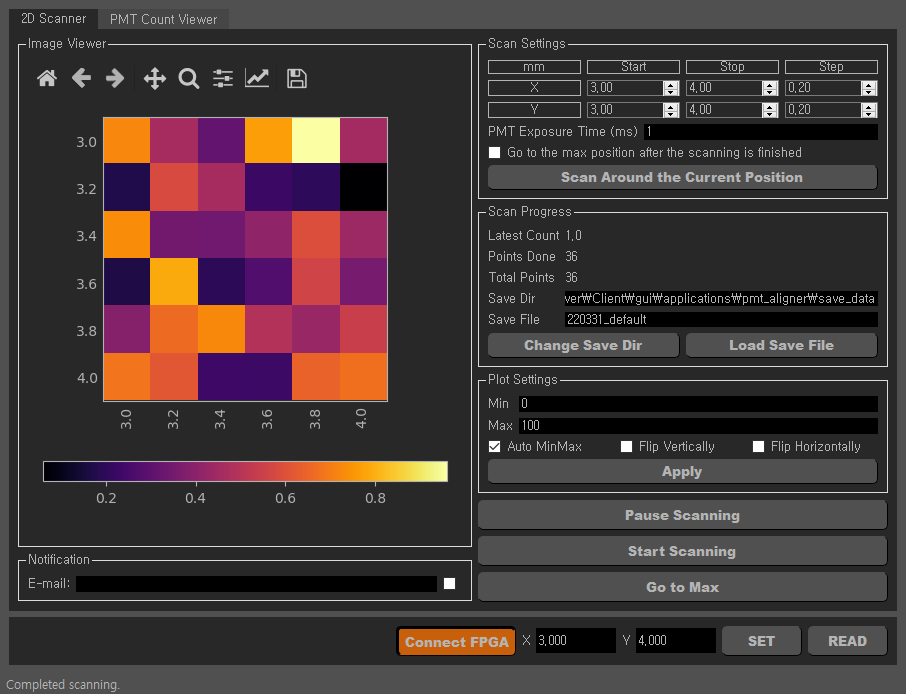 2D Scanner
PMT Count Viewer
Image Viewer
3.0
3.2
3.4
3.6
3.8
4.0
3.0
3.2
3.4
3.6
3.8
4.0
0.2
0.4
0.6
0.8
Notification
E-mail:
Scan Settings
mm Start Stop Step
X 3,00 4,00 0,20
Y 3,00 4,00 0,20
PMT Exposure Time (ms) 1
Go to the max position after the scanning is finished
Scan Around the Current Position
Scan Progress
Latest Count 1,0
Points Done 36
Total Points 36
Save Dir ver₩Client₩gui₩applications₩pmt_aligner₩save_data
Save File 220331_default
Change Save Dir Load Save File
Plot Settings
Min 0
Max 100
Auto MinMax Flip Vertically Flip Horizontally
Apply
Pause Scanning
Start Scanning
Go to Max
Connect FPGA X 3,000 Y 4,000 SET READ
Completed scanning.